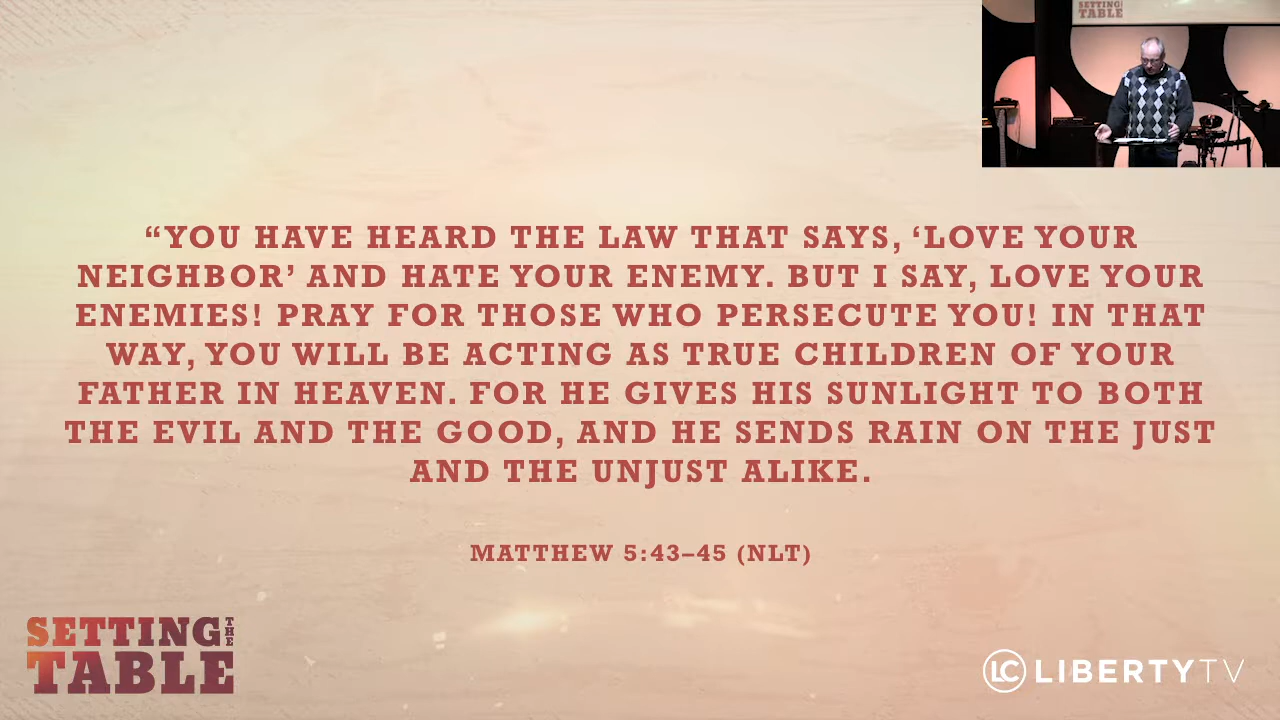 SETTING THE
TABLE
“YOU HAVE HEARD THE LAW THAT SAYS, ‘LOVE YOUR
NEIGHBOR’ AND HATE YOUR ENEMY. BUT I SAY, LOVE YOUR
ENEMIES! PRAY FOR THOSE WHO PERSECUTE YOU! IN THAT
WAY, YOU WILL BE ACTING AS TRUE CHILDREN OF YOUR
FATHER IN HEAVEN. FOR HE GIVES HIS SUNLIGHT TO BOTH
THE EVIL AND THE GOOD, AND HE SENDS RAIN ON THE JUST
AND THE UNJUST ALIKE.
MATTHEW 5:43–45 (NLT)
SETTING THE
TABLE
LC LIBERTYTV